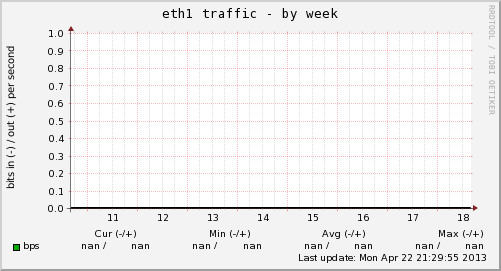 eth1 traffic - by week
RRDTOOL / TOBI OETIKER
bits in (-) / out (+) per second
1.0
0.9
0.8
0.7
0.6
0.5
0.4
0.3
0.2
0.1
0.0
11 12 13 14 15 16 17 18
Cur (-/+) Min (-/+) Avg (-/+) Max (-/+)
bps nan / nan nan / nan nan / nan nan / nan
Last update: Mon Apr 22 21:29:55 2013